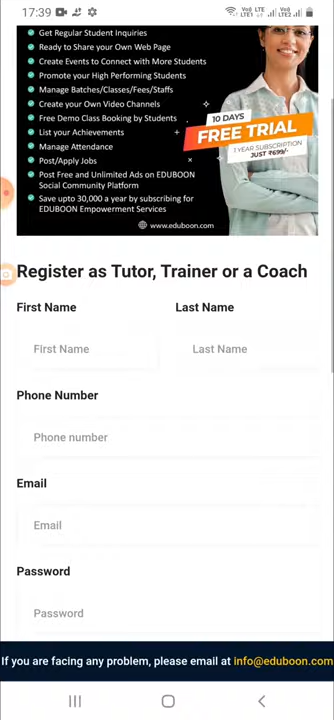 17:39
Vo) LTE Vo)
LTE1 LTE2
Get Regular Student Inquiries
Ready to Share your Own Web Page
Create Events to Connect with More Students
Promote your High Performing Students
Manage Batches/Classes/Fees/Staffs
Create your Own Video Channels
Free Demo Class Booking by Students
List your Achievements
Manage Attendance
Post/Apply Jobs
Post Free and Unlimited Ads on EDUBOON
Social Community Platform
Save upto 30,000 a year by subscribing for
EDUBOON Empowerment Services
10 DAYS
FREE TRIAL
1 YEAR SUBSCRIPTION
JUST ₹699/-
www.eduboon.com
Register as Tutor, Trainer or a Coach
First Name
Last Name
First Name
Last Name
Phone Number
Phone number
Email
Email
Password
Password
If you are facing any problem, please email at info@eduboon.com